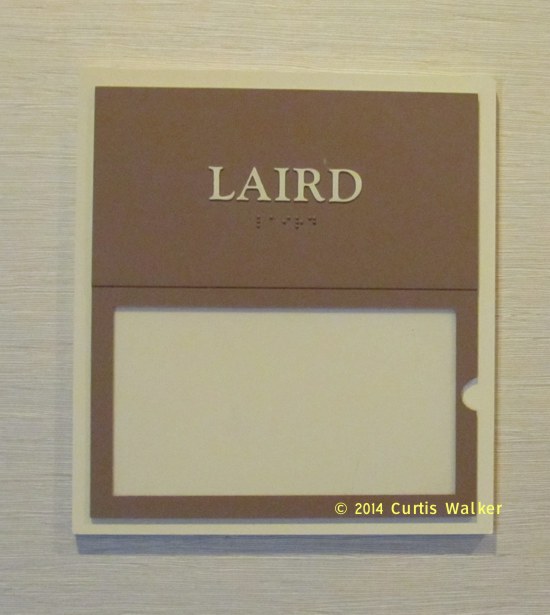 LAIRD
⠇⠁⠊⠗⠙
© 2014 Curtis Walker